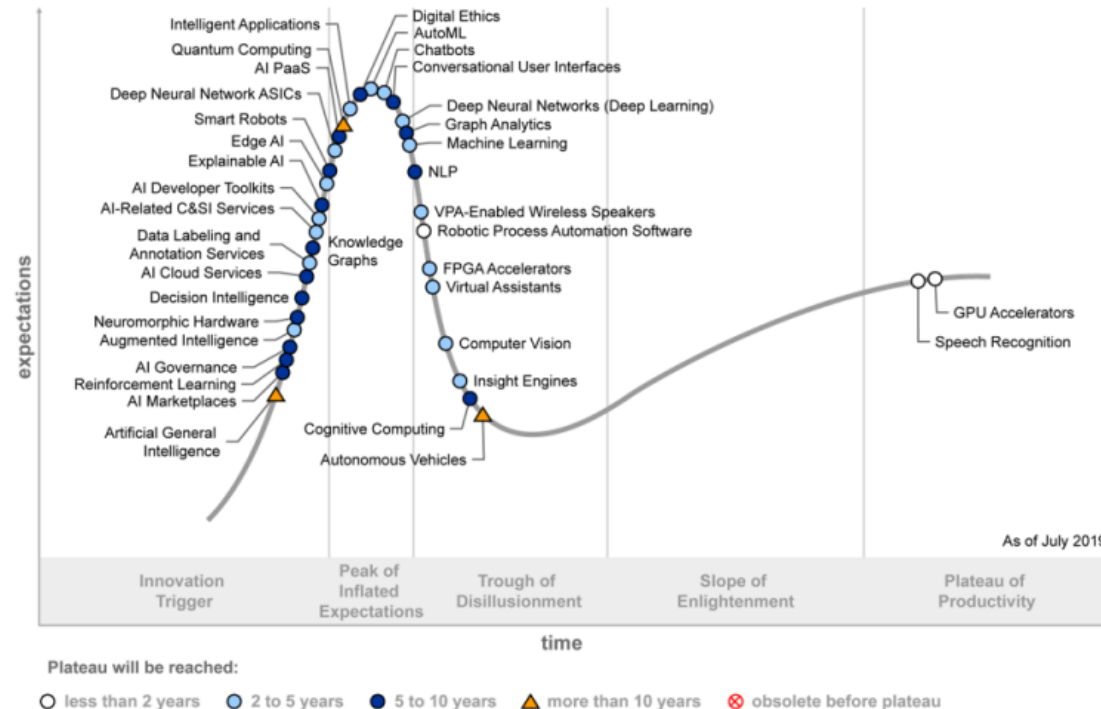 Digital Ethics
AutoML
Chatbots
Conversational User Interfaces
Intelligent Applications
Quantum Computing
AI PaaS
Deep Neural Network ASICs
Smart Robots
Edge AI
Explainable AI
AI Developer Toolkits
AI-Related C&SI Services
Data Labeling and
Annotation Services
AI Cloud Services
Decision Intelligence
Neuromorphic Hardware
Augmented Intelligence
AI Governance
Reinforcement Learning
AI Marketplaces
Artificial General
Intelligence
Knowledge
Graphs
Deep Neural Networks (Deep Learning)
Graph Analytics
Machine Learning
NLP
VPA-Enabled Wireless Speakers
Robotic Process Automation Software
FPGA Accelerators
Virtual Assistants
Computer Vision
Insight Engines
Cognitive Computing
Autonomous Vehicles
GPU Accelerators
Speech Recognition
expectations
As of July 2019
Innovation
Trigger
Peak of
Inflated
Expectations
Trough of
Disillusionment
Slope of
Enlightenment
Plateau of
Productivity
time
Plateau will be reached:
less than 2 years
2 to 5 years
5 to 10 years
more than 10 years
obsolete before plateau